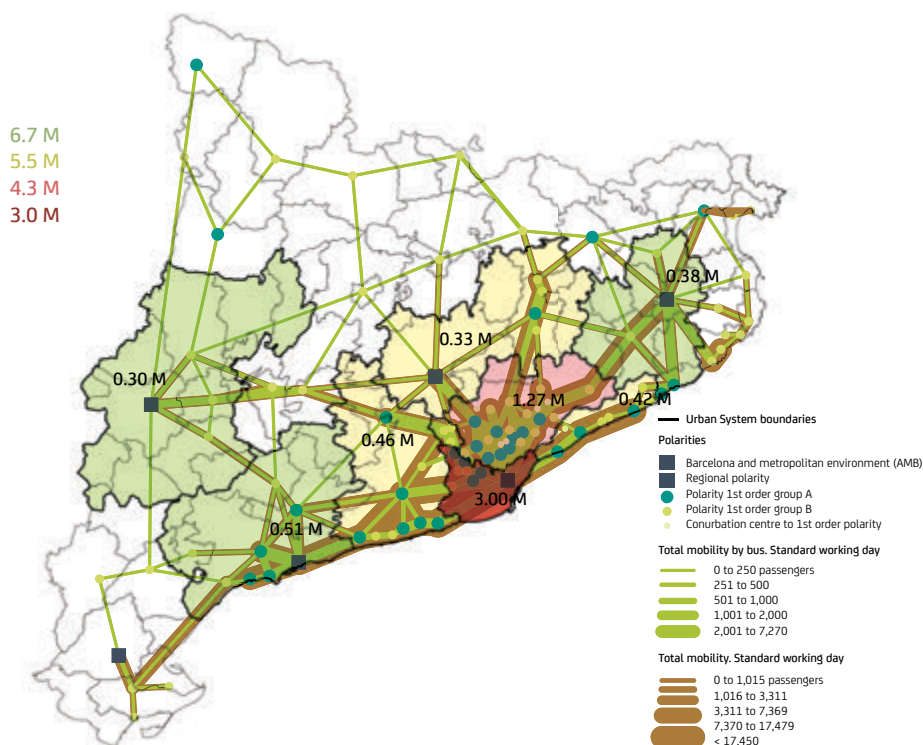 6.7 M
5.5 M
4.3 M
3.0 M
0.38 M
0.33 M
0.30 M
1.27 M
0.42 M
0.46 M
3.00 M
0.51 M
Urban System boundaries
Polarities
Barcelona and metropolitan environment (AMB)
Regional polarity
Polarity 1st order group A
Polarity 1st order group B
Conurbation centre to 1st order polarity
Total mobility by bus. Standard working day
0 to 250 passengers
251 to 500
501 to 1,000
1,001 to 2,000
2,001 to 7,270
Total mobility. Standard working day
0 to 1,015 passengers
1,016 to 3,311
3,311 to 7,369
7,370 to 17,479
< 17.450